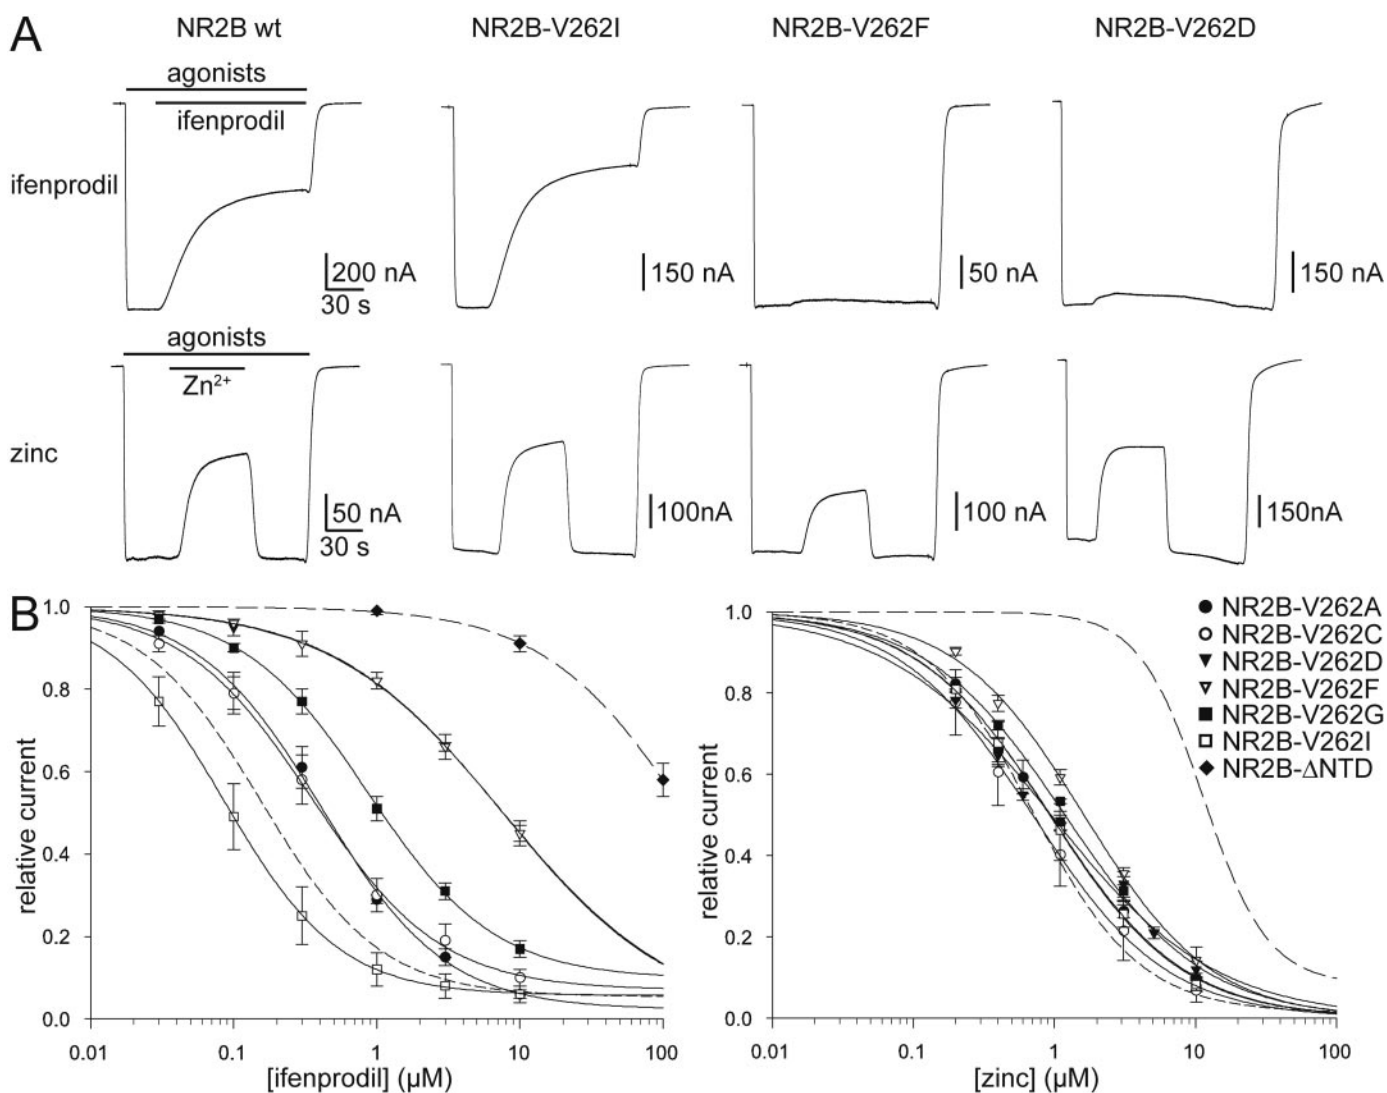 A
NR2B wt
NR2B-V262I
NR2B-V262F
NR2B-V262D
agonists
ifenprodil
ifenprodil
200 nA
30 s
150 nA
50 nA
150 nA
agonists
Zn²⁺
zinc
50 nA
30 s
100nA
100 nA
150nA
B
1.0
0.8
0.6
0.4
0.2
0.0
relative current
0.01 0.1 1 10 100
[ifenprodil] (µM)
1.0
0.8
0.6
0.4
0.2
0.0
relative current
0.01 0.1 1 10 100
[zinc] (µM)
NR2B-V262A
NR2B-V262C
NR2B-V262D
NR2B-V262F
NR2B-V262G
NR2B-V262I
NR2B-ΔNTD